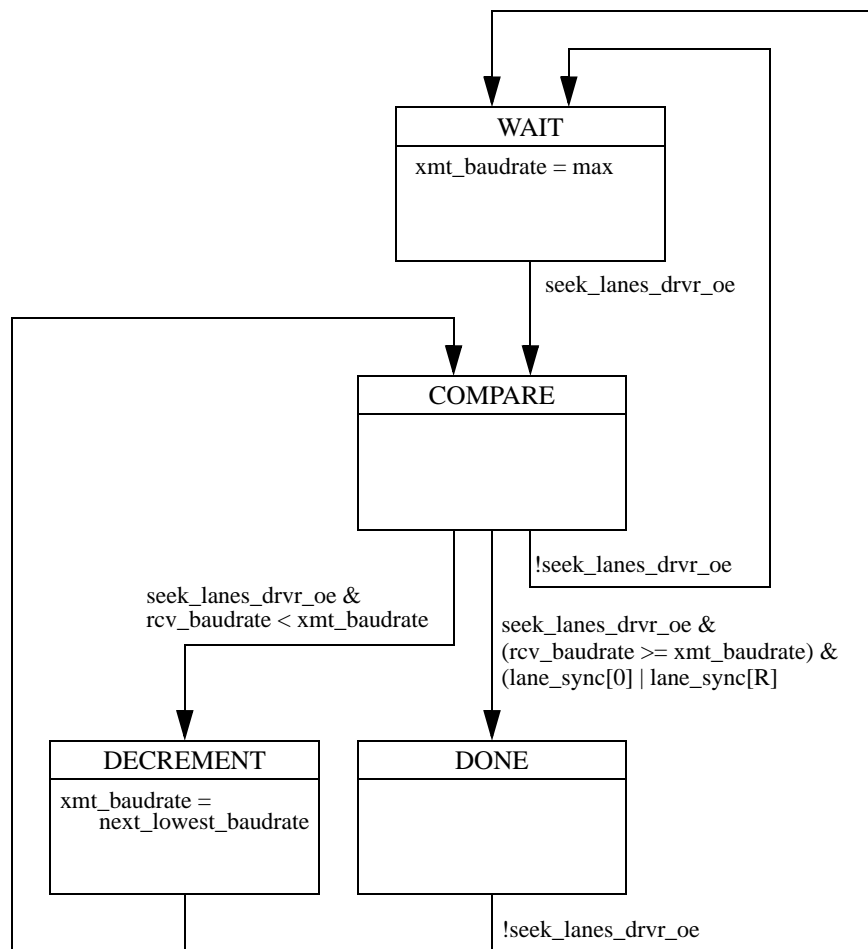 WAIT
xmt_baudrate = max
seek_lanes_drvr_oe
COMPARE
!seek_lanes_drvr_oe
seek_lanes_drvr_oe &
rcv_baudrate < xmt_baudrate
seek_lanes_drvr_oe &
(rcv_baudrate >= xmt_baudrate) &
(lane_sync[0] | lane_sync[R]
DECREMENT
xmt_baudrate =
next_lowest_baudrate
DONE
!seek_lanes_drvr_oe